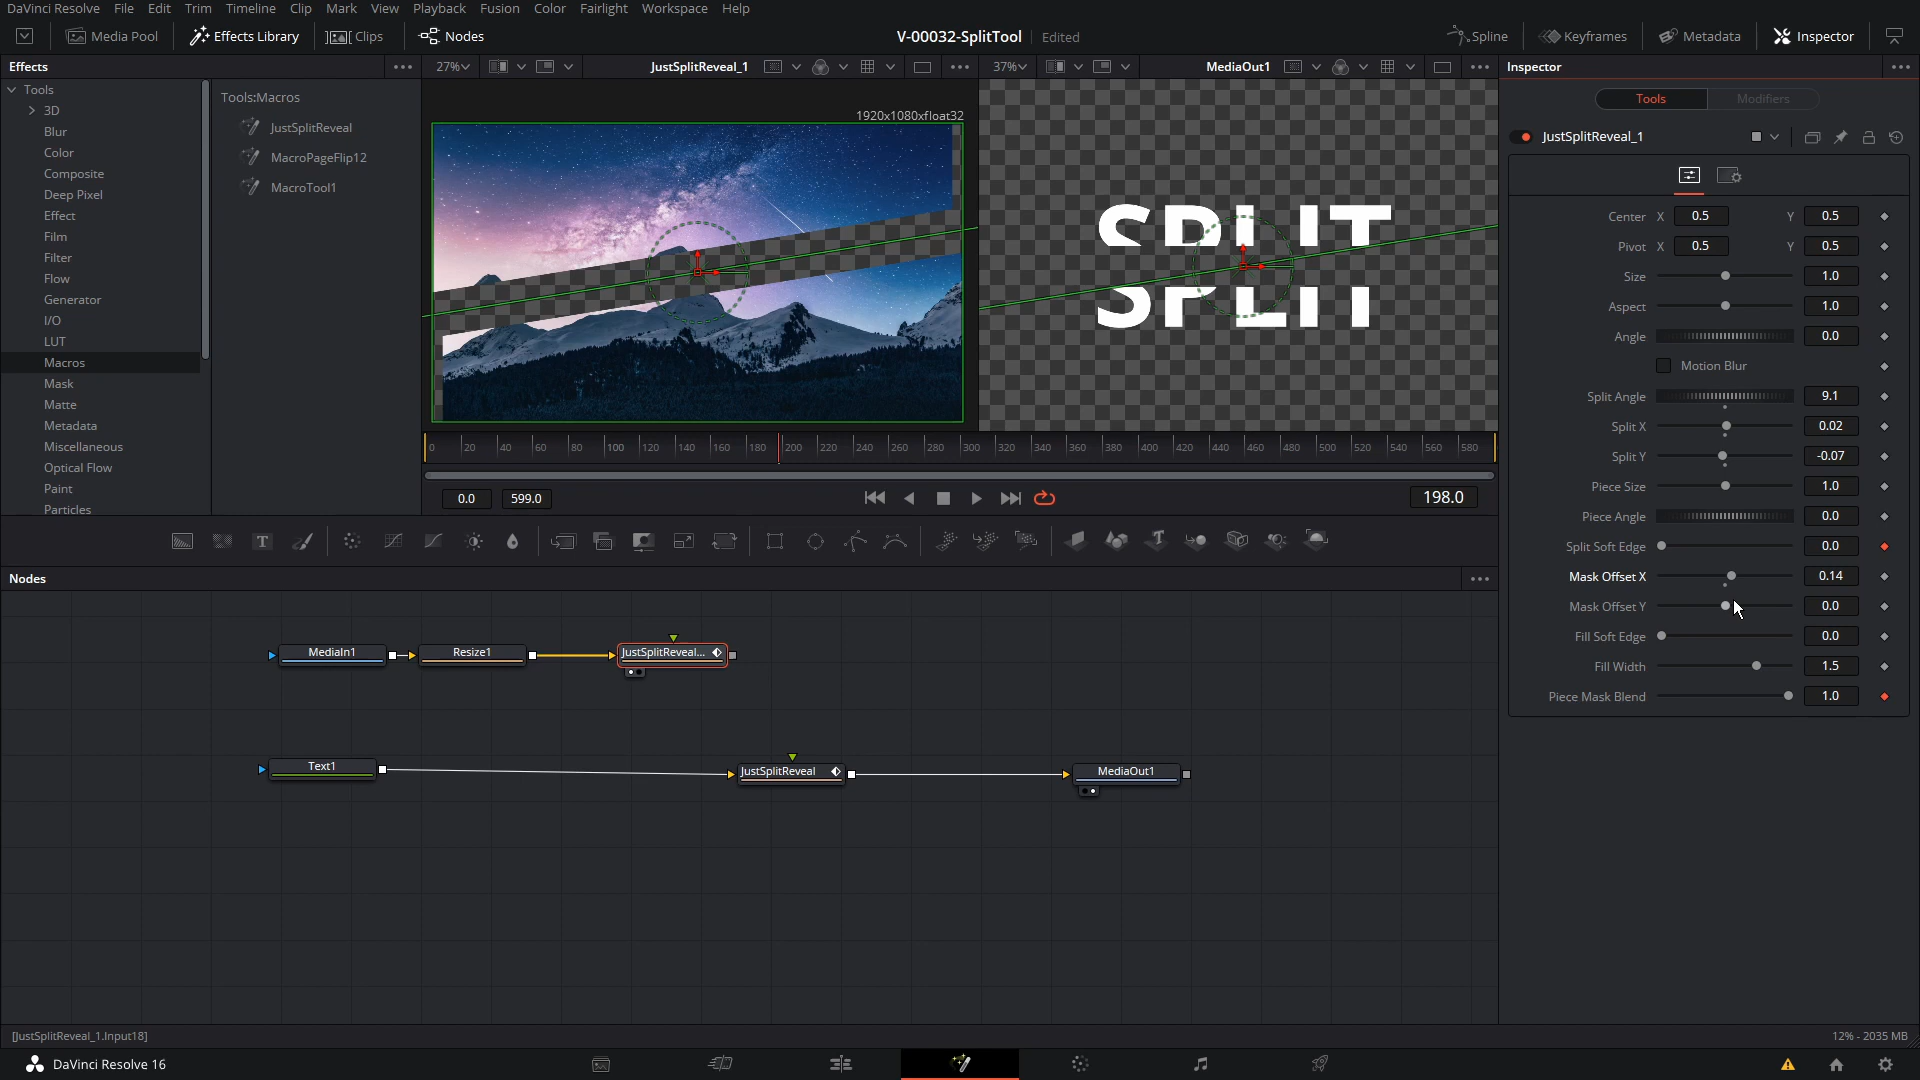 DaVinci Resolve File Edit Trim Timeline Clip Mark View Playback Fusion Color Fairlight Workspace Help
Media Pool Effects Library Clips Nodes V-00032-SplitTool Edited Spline Keyframes Metadata Inspector
Effects 27% JustSplitReveal_1 37% MediaOut1 Inspector
Tools
3D
Blur
Color
Composite
Deep Pixel
Effect
Film
Filter
Flow
Generator
I/O
LUT
Macros
Mask
Matte
Metadata
Miscellaneous
Optical Flow
Paint
Particles
Tools:Macros
JustSplitReveal
MacroPageFlip12
MacroTool1
1920x1080xfloat32
SPLIT
SPLIT
0 20 40 60 80 100 120 140 160 180 200 220 240 260 280 300 320 340 360 380 400 420 440 460 480 500 520 540 560 580
0.0 599.0 198.0
Tools Modifiers
JustSplitReveal_1
Center X 0.5 Y 0.5
Pivot X 0.5 Y 0.5
Size 1.0
Aspect 1.0
Angle 0.0
Motion Blur
Split Angle 9.1
Split X 0.02
Split Y -0.07
Piece Size 1.0
Piece Angle 0.0
Split Soft Edge 0.0
Mask Offset X 0.14
Mask Offset Y 0.0
Fill Soft Edge 0.0
Fill Width 1.5
Piece Mask Blend 1.0
T T
Nodes
MediaIn1 Resize1 JustSplitReveal...
Text1 JustSplitReveal MediaOut1
[JustSplitReveal_1.Input18] 12% - 2035 MB
DaVinci Resolve 16